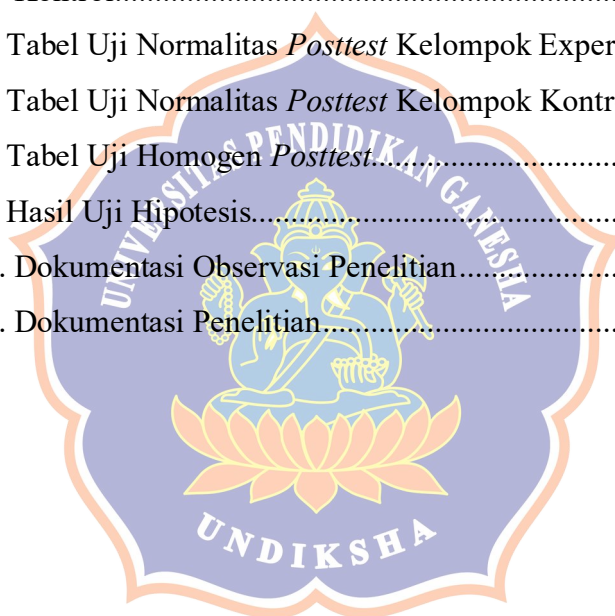 Tabel Uji Normalitas Posttest Kelompok Exper
Tabel Uji Normalitas Posttest Kelompok Kontr
Tabel Uji Homogen Posttest........................................
Hasil Uji Hipotesis........................................................
. Dokumentasi Observasi Penelitian........................
. Dokumentasi Penelitian.............................................
UNIVERSITAS PENDIDIKAN GANESHA
UNDIKSHA